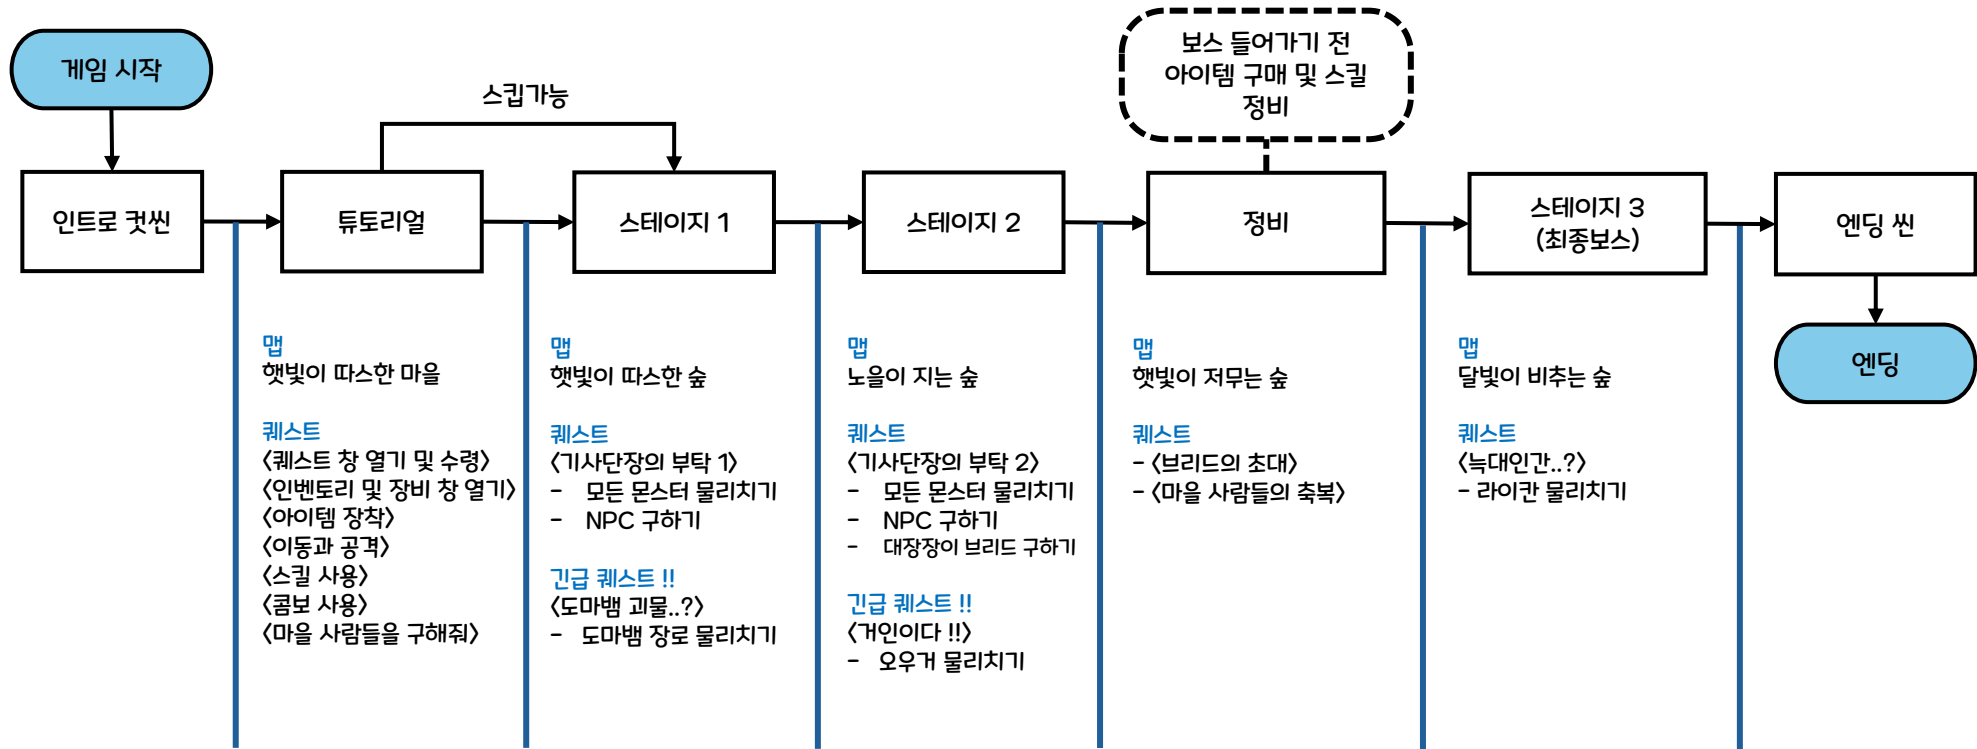 게임 시작
스킵가능
보스 들어가기 전
아이템 구매 및 스킬
정비
인트로 컷씬
튜토리얼
스테이지 1
스테이지 2
정비
스테이지 3
(최종보스)
엔딩 씬
엔딩
맵
햇빛이 따스한 마을
퀘스트
<퀘스트 창 열기 및 수령>
<인벤토리 및 장비 창 열기>
<아이템 장착>
<이동과 공격>
<스킬 사용>
<콤보 사용>
<마을 사람들을 구해줘>
맵
햇빛이 따스한 숲
퀘스트
<기사단장의 부탁 1>
- 모든 몬스터 물리치기
- NPC 구하기
긴급 퀘스트 !!
<도마뱀 괴물..?>
- 도마뱀 장로 물리치기
맵
노을이 지는 숲
퀘스트
<기사단장의 부탁 2>
- 모든 몬스터 물리치기
- NPC 구하기
- 대장장이 브리드 구하기
긴급 퀘스트 !!
<거인이다 !!>
- 오우거 물리치기
맵
햇빛이 저무는 숲
퀘스트
- <브리드의 초대>
- <마을 사람들의 축복>
맵
달빛이 비추는 숲
퀘스트
<늑대인간..?>
- 라이칸 물리치기